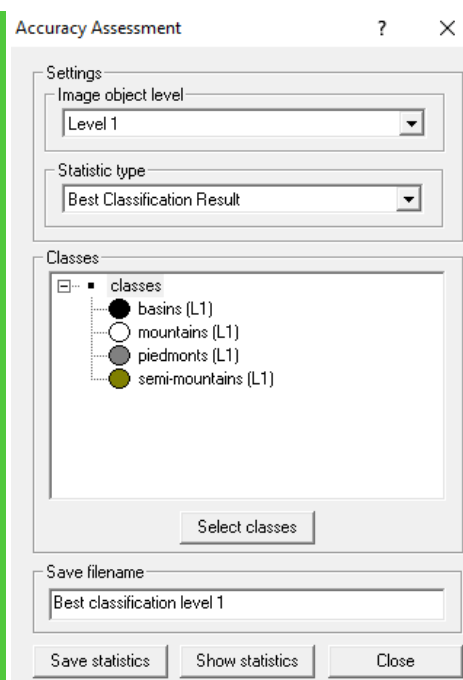 Accuracy Assessment ?
Settings
Image object level
Level 1
Statistic type
Best Classification Result
Classes
classes
basins (L1)
mountains (L1)
piedmonts (L1)
semi-mountains (L1)
Select classes
Save filename
Best classification level 1
Save statistics Show statistics Close